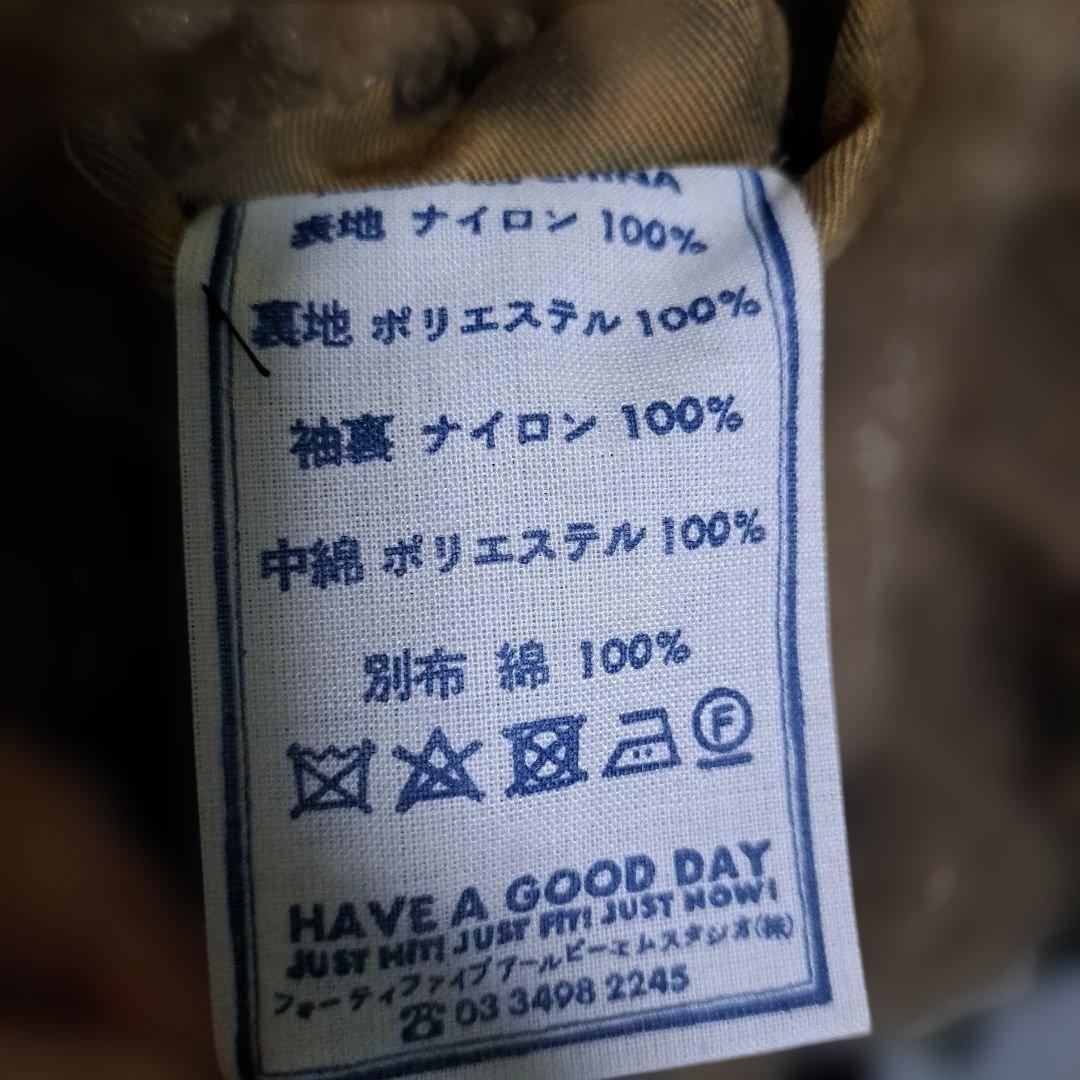 CHINA
表地 ナイロン 100%
裏地 ポリエステル 100%
袖裏 ナイロン 100%
中綿 ポリエステル 100%
別布 綿 100%
F
HAVE A GOOD DAY
JUST HIT! JUST FIT! JUST NOW!
フォーティファイブアールピーエムスタジオ(株)
☎ 03 3498 2245